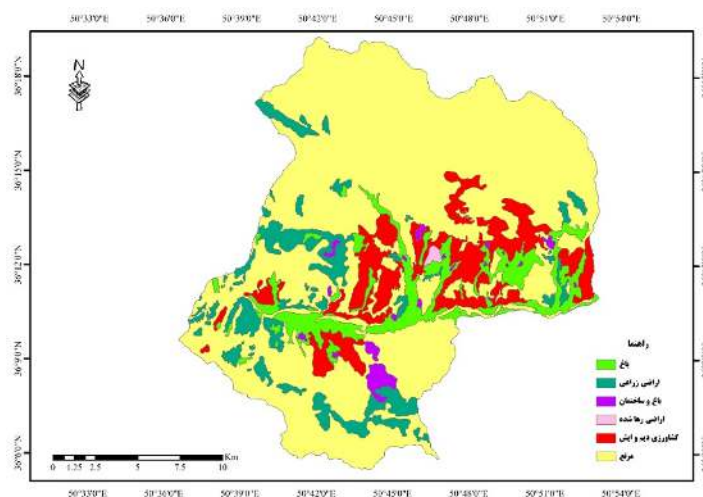 50°33'0"E 50°36'0"E 50°39'0"E 50°42'0"E 50°45'0"E 50°48'0"E 50°51'0"E 50°54'0"E
N
36°18'0"N
36°15'0"N
36°12'0"N
36°9'0"N
36°6'0"N
راهنما
باغ
اراضی زراعی
باغ و ساختمان
اراضی رها شده
کشاورزی دیم و آیش
مرتع
0 1.25 2.5 5 7.5 10 Km
50°33'0"E 50°36'0"E 50°39'0"E 50°42'0"E 50°45'0"E 50°48'0"E 50°51'0"E 50°54'0"E